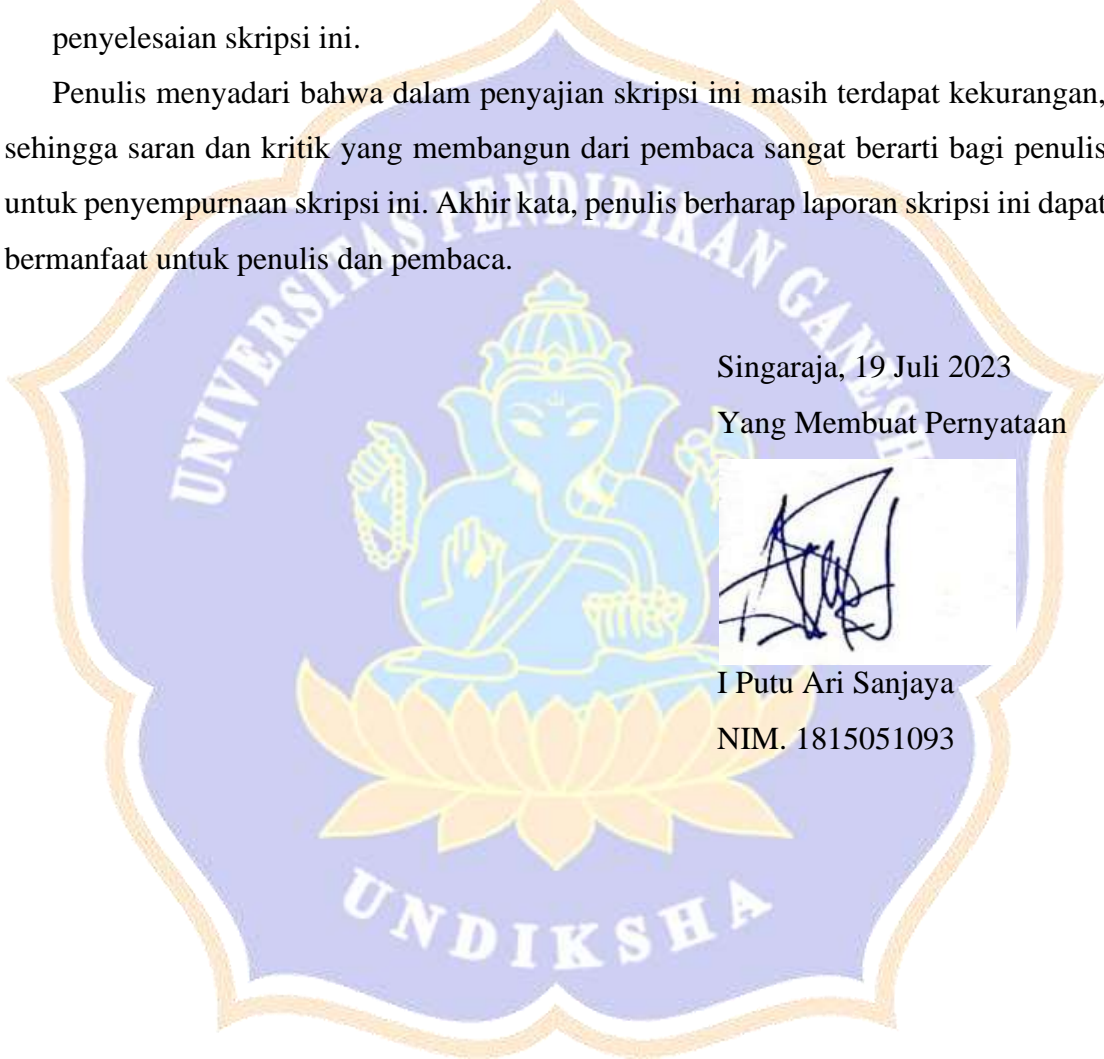 penyelesaian skripsi ini.
Penulis menyadari bahwa dalam penyajian skripsi ini masih terdapat kekurangan,
sehingga saran dan kritik yang membangun dari pembaca sangat berarti bagi penulis
untuk penyempurnaan skripsi ini. Akhir kata, penulis berharap laporan skripsi ini dapat
bermanfaat untuk penulis dan pembaca.
UNIVERSITAS PENDIDIKAN GANESHA
Singaraja, 19 Juli 2023
Yang Membuat Pernyataan
I Putu Ari Sanjaya
NIM. 1815051093
UNDIKSHA